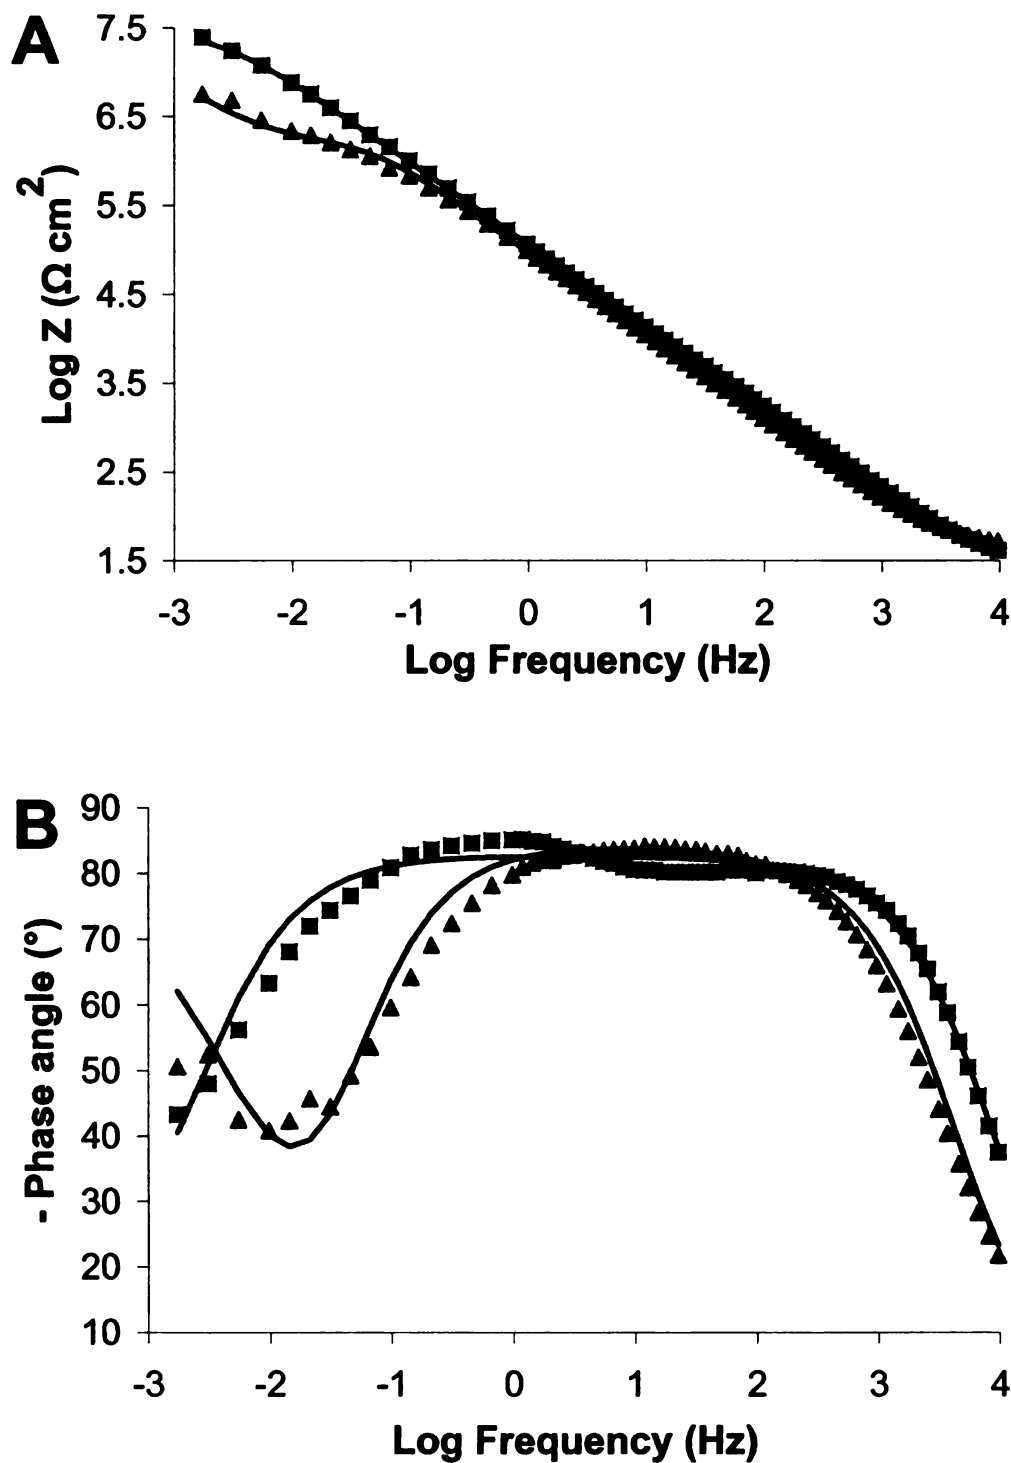 A
7.5
6.5
5.5
4.5
3.5
2.5
1.5
Log Z (Ω cm²)
-3 -2 -1 0 1 2 3 4
Log Frequency (Hz)
B
90
80
70
60
50
40
30
20
10
- Phase angle (°)
-3 -2 -1 0 1 2 3 4
Log Frequency (Hz)